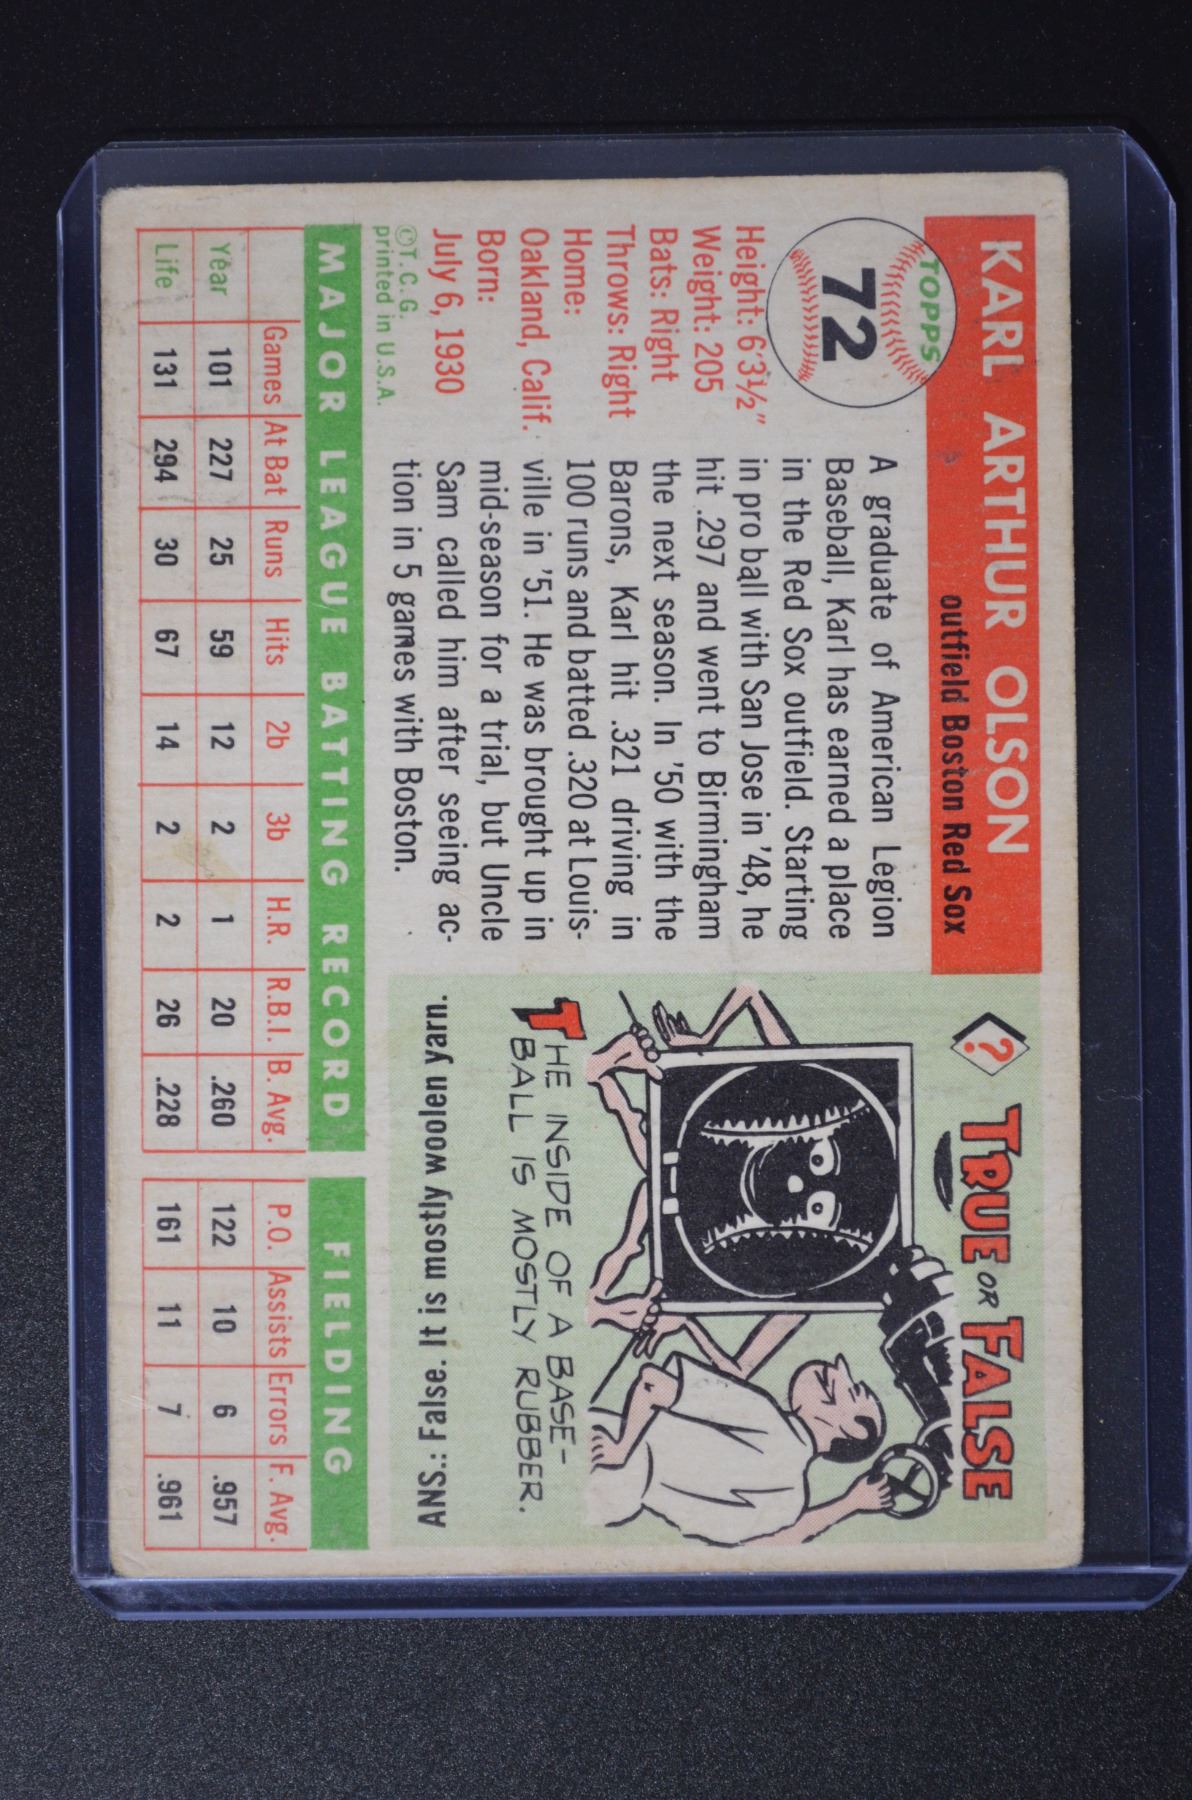 KARL ARTHUR OLSON
outfield Boston Red Sox
TOPPS
72
Height: 6'3½"
Weight: 205
Bats: Right
Throws: Right
Home:
Oakland, Calif.
Born:
July 6, 1930
©T.C.G.
printed in U.S.A.
A graduate of American Legion
Baseball, Karl has earned a place
in the Red Sox outfield. Starting
in pro ball with San Jose in '48, he
hit .297 and went to Birmingham
the next season. In '50 with the
Barons, Karl hit .321 driving in
100 runs and batted .320 at Louis-
ville in '51. He was brought up in
mid-season for a trial, but Uncle
Sam called him after seeing ac-
tion in 5 games with Boston.
? TRUE OR FALSE
THE INSIDE OF A BASE-
BALL IS MOSTLY RUBBER.
ANS.: False. It is mostly woolen yarn.
MAJOR LEAGUE BATTING RECORD FIELDING
Games At Bat Runs Hits 2b 3b H.R. R.B.I. B. Avg. P.O. Assists Errors F. Avg.
Year 101 227 25 59 12 2 1 20 .260 122 10 6 .957
Life 131 294 30 67 14 2 2 26 .228 161 11 7 .961